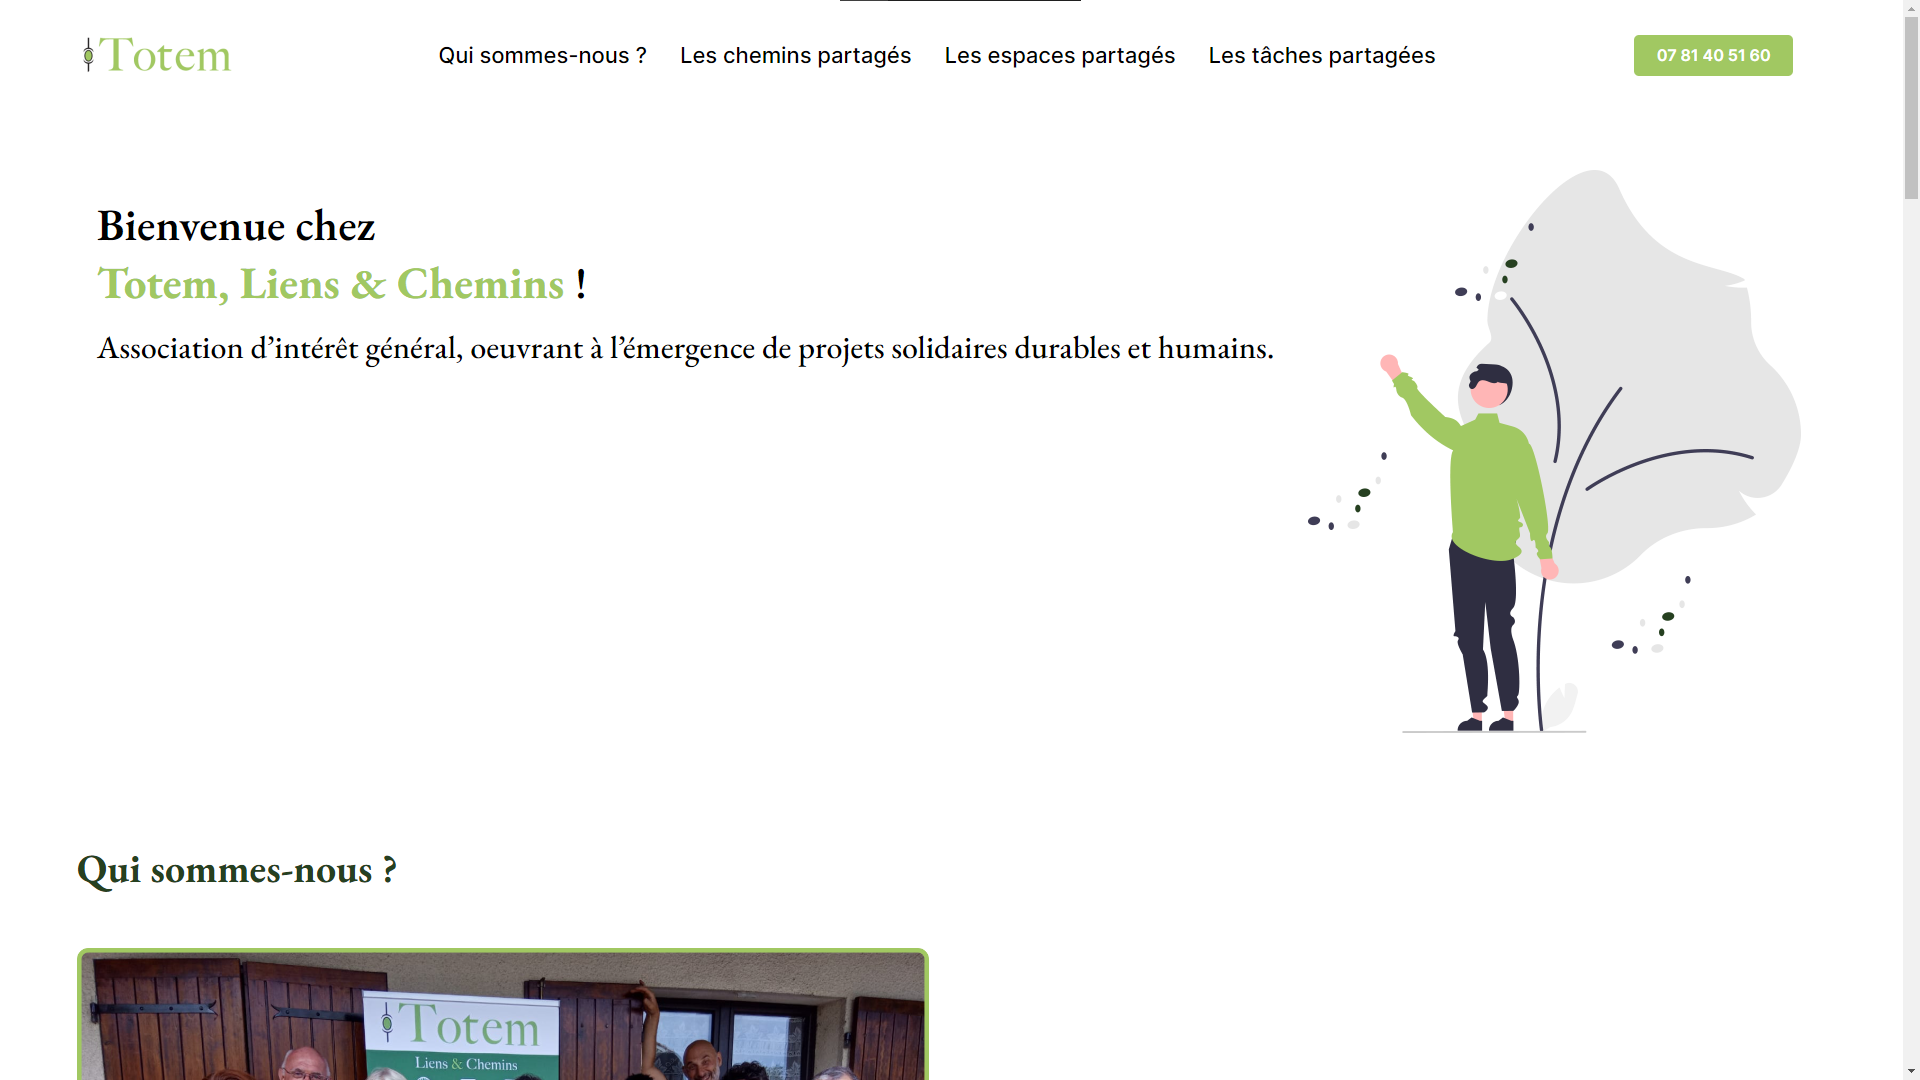 Totem
Qui sommes-nous ?
Les chemins partagés
Les espaces partagés
Les tâches partagées
07 81 40 51 60
Bienvenue chez
Totem, Liens & Chemins !
Association d’intérêt général, oeuvrant à l’émergence de projets solidaires durables et humains.
Qui sommes-nous ?
Totem
Liens & Chemins